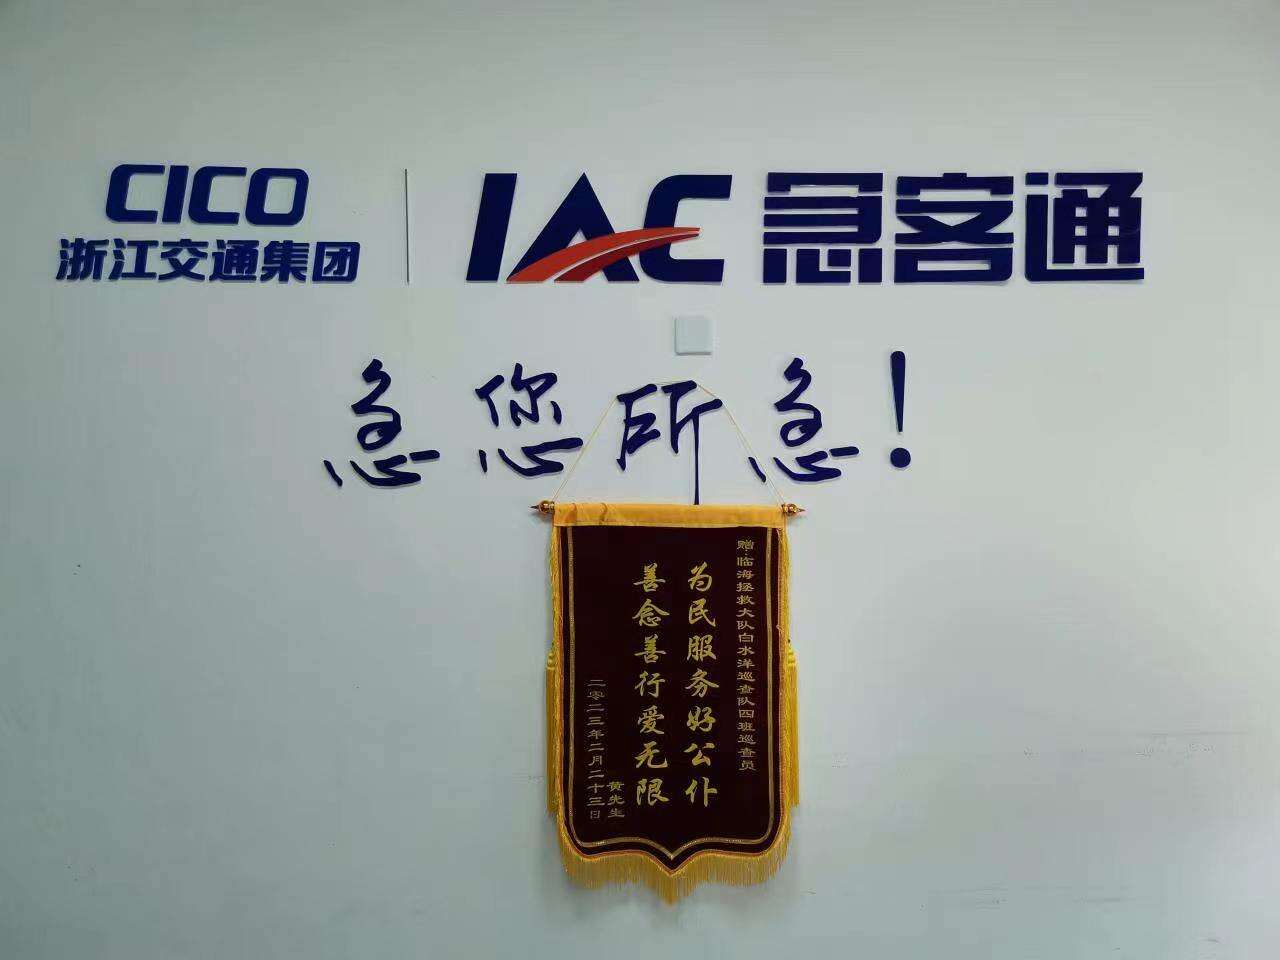 CICO
浙江交通集团
IAC 急客通
急您所急！
赠：临海拯救大队白水洋巡查队四班巡查员
为民服务好公仆
善念善行爱无限
黄先生
二零二三年二月二十三日